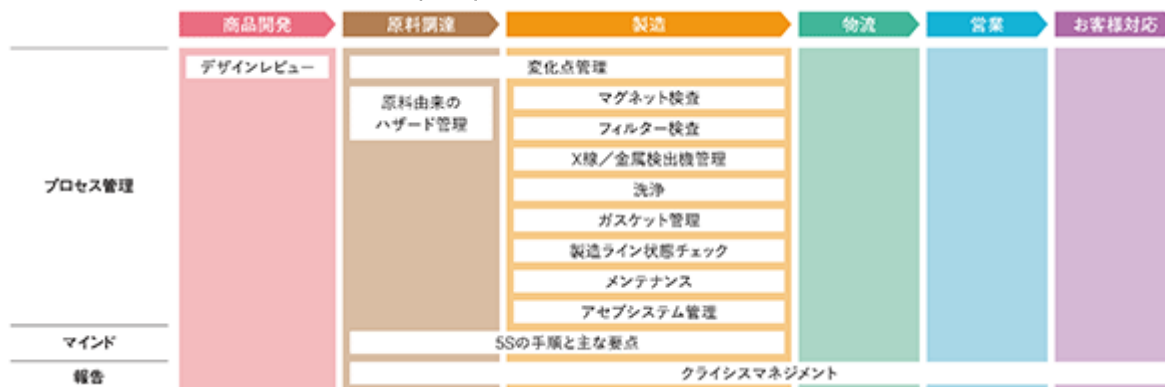 商品開発
原料調達
製造
物流
営業
お客様対応
プロセス管理
デザインレビュー
変化点管理
原料由来の
ハザード管理
マグネット検査
フィルター検査
X線／金属検出機管理
洗浄
ガスケット管理
製造ライン状態チェック
メンテナンス
アセプシステム管理
マインド
5Sの手順と主な要点
報告
クライシスマネジメント